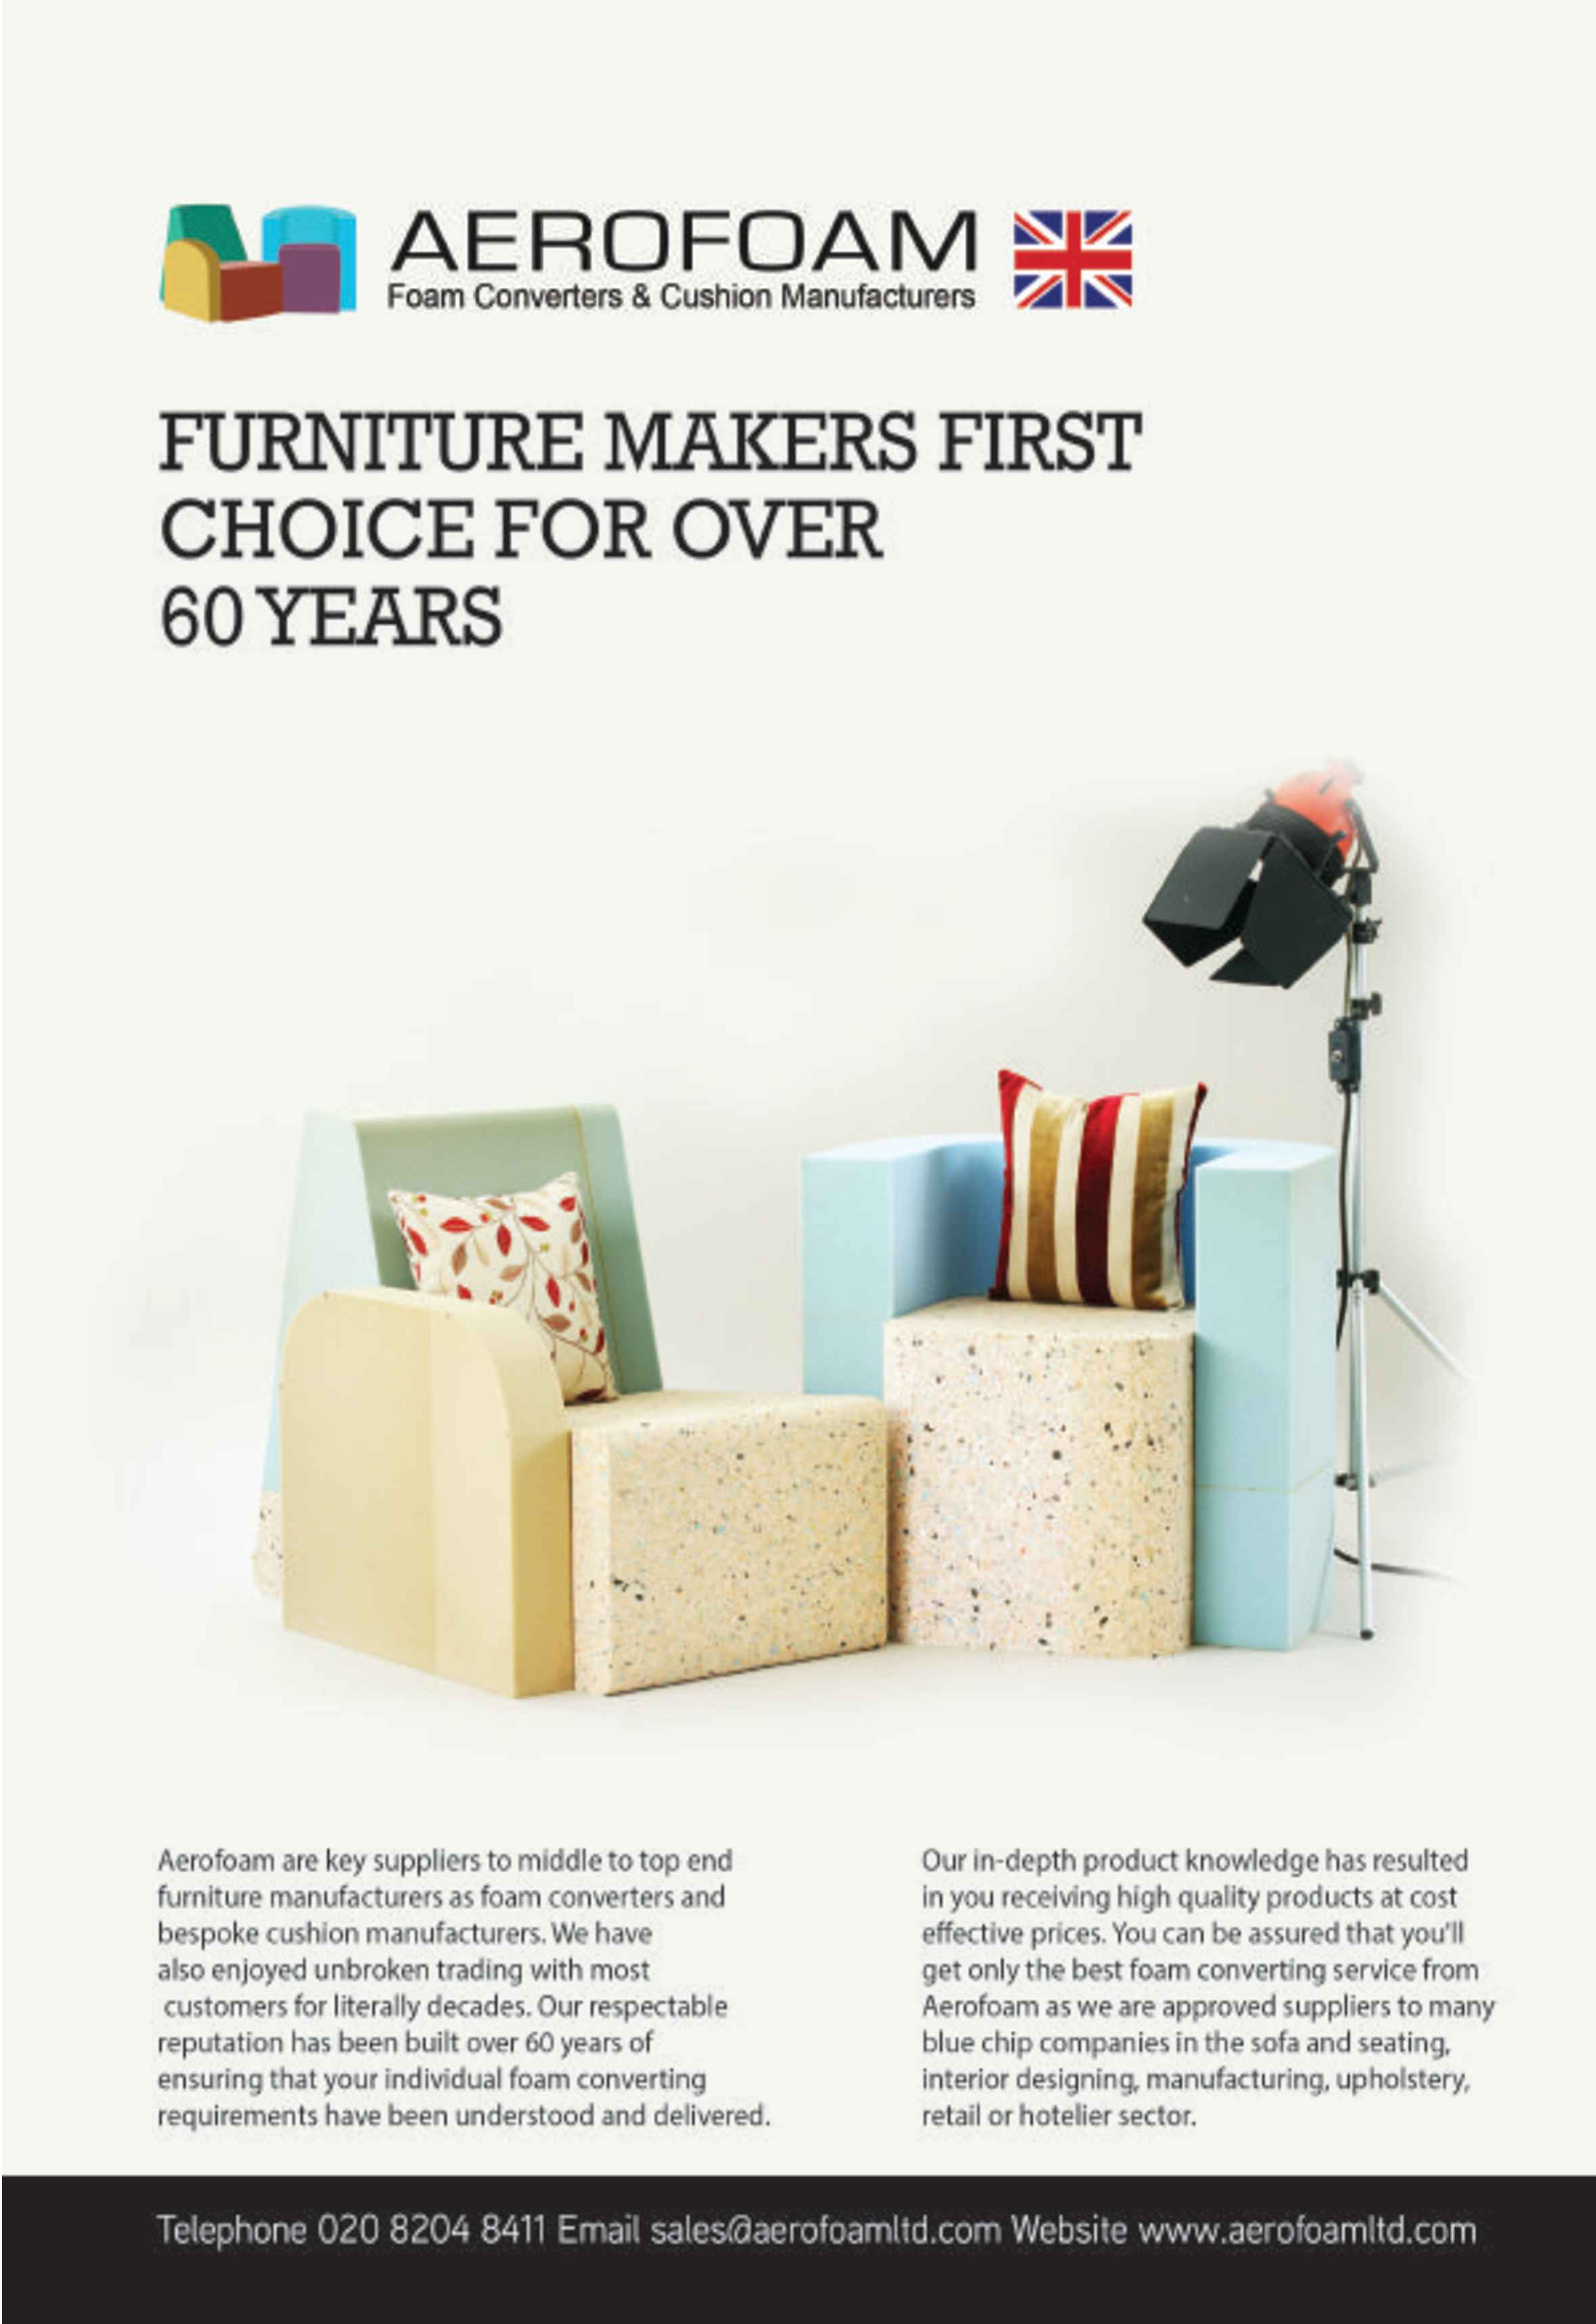 AEROFOAM
Foam Converters & Cushion Manufacturers
FURNITURE MAKERS FIRST
CHOICE FOR OVER
60 YEARS
Aerofoam are key suppliers to middle to top end
furniture manufacturers as foam converters and
bespoke cushion manufacturers. We have
also enjoyed unbroken trading with most
customers for literally decades. Our respectable
reputation has been built over 60 years of
ensuring that your individual foam converting
requirements have been understood and delivered.
Our in-depth product knowledge has resulted
in you receiving high quality products at cost
effective prices. You can be assured that you'll
get only the best foam converting service from
Aerofoam as we are approved suppliers to many
blue chip companies in the sofa and seating,
interior designing, manufacturing, upholstery,
retail or hotelier sector.
Telephone 020 8204 8411 Email sales@aerofoamltd.com Website www.aerofoamltd.com